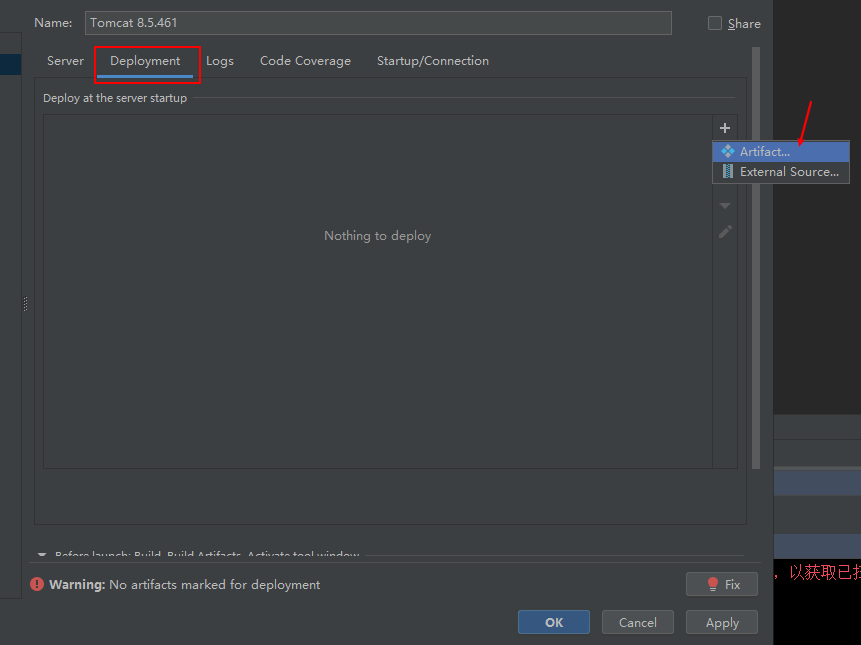 Name: Tomcat 8.5.461 Share
Server Deployment Logs Code Coverage Startup/Connection
Deploy at the server startup
Artifact...
External Source...
Nothing to deploy
Before launch: Build, Build Artifacts, Activate tool window
Warning: No artifacts marked for deployment
Fix
，以获取已扫
OK Cancel Apply